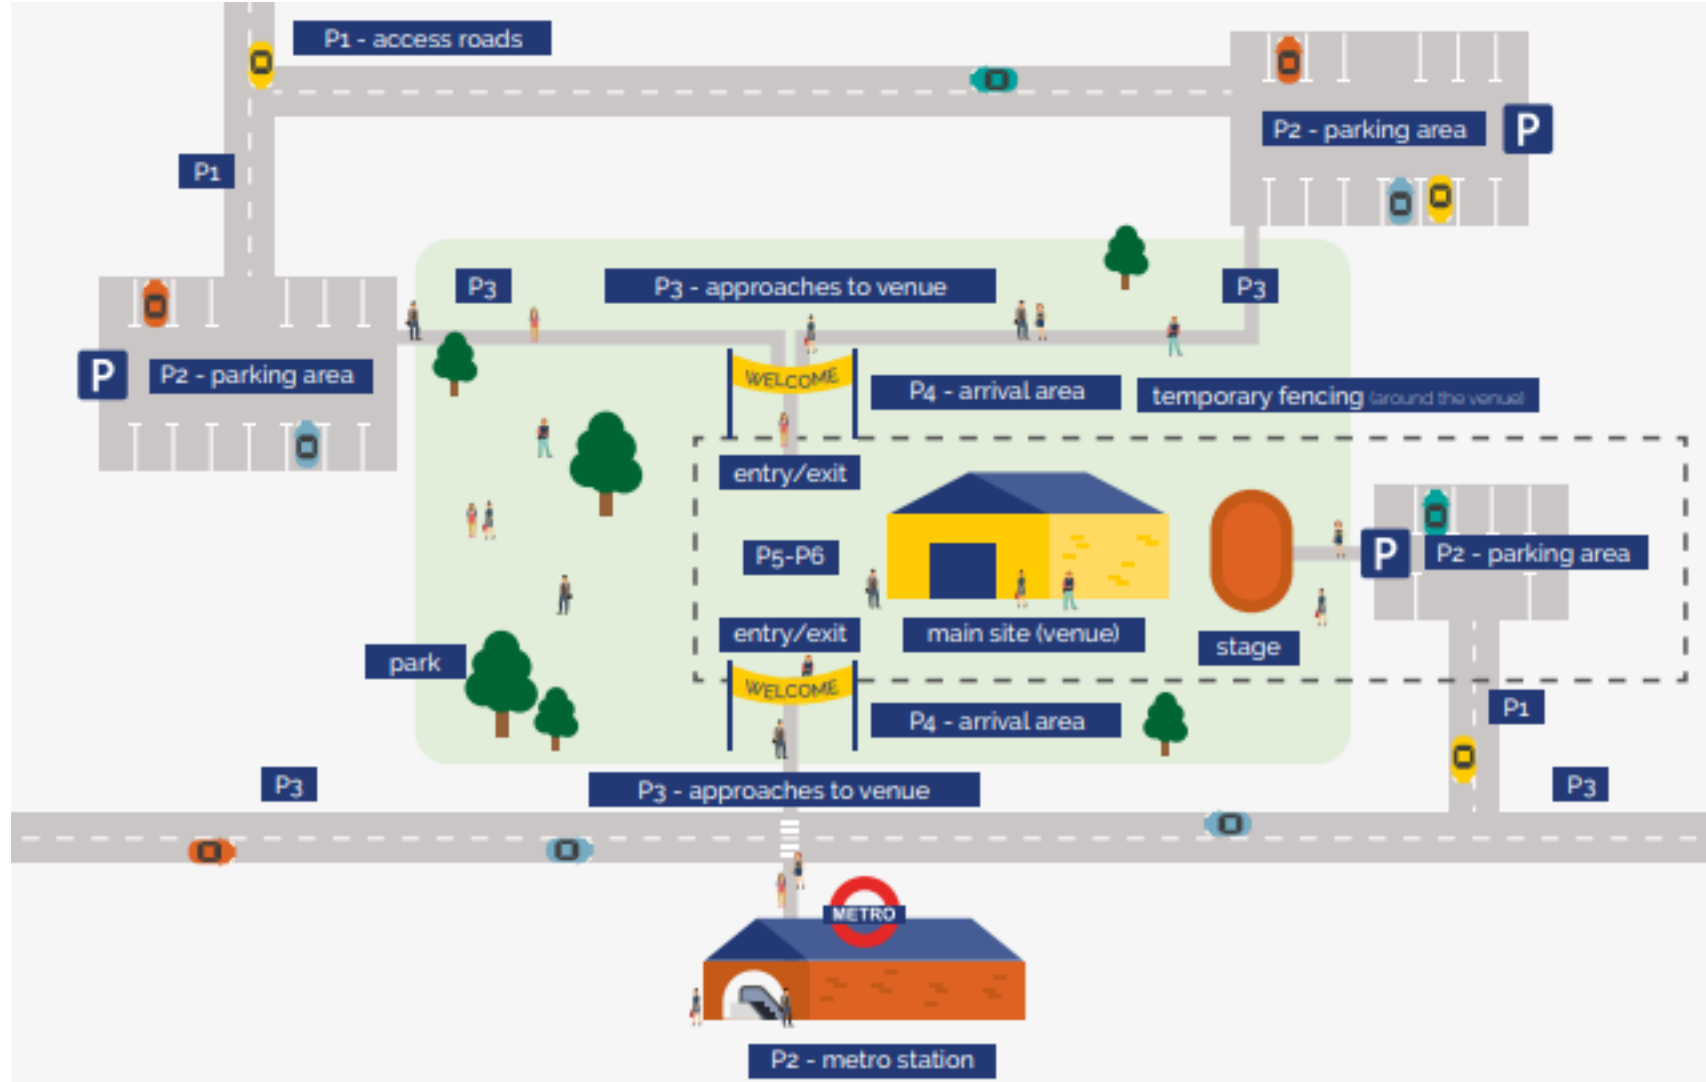 P1 - access roads
P2 - parking area
P
P1
P3
P3 - approaches to venue
P3
P
P2 - parking area
WELCOME
P4 - arrival area
temporary fencing (around the venue)
entry/exit
P5-P6
P
P2 - parking area
entry/exit
main site (venue)
stage
park
WELCOME
P4 - arrival area
P1
P3
P3 - approaches to venue
P3
METRO
P2 - metro station